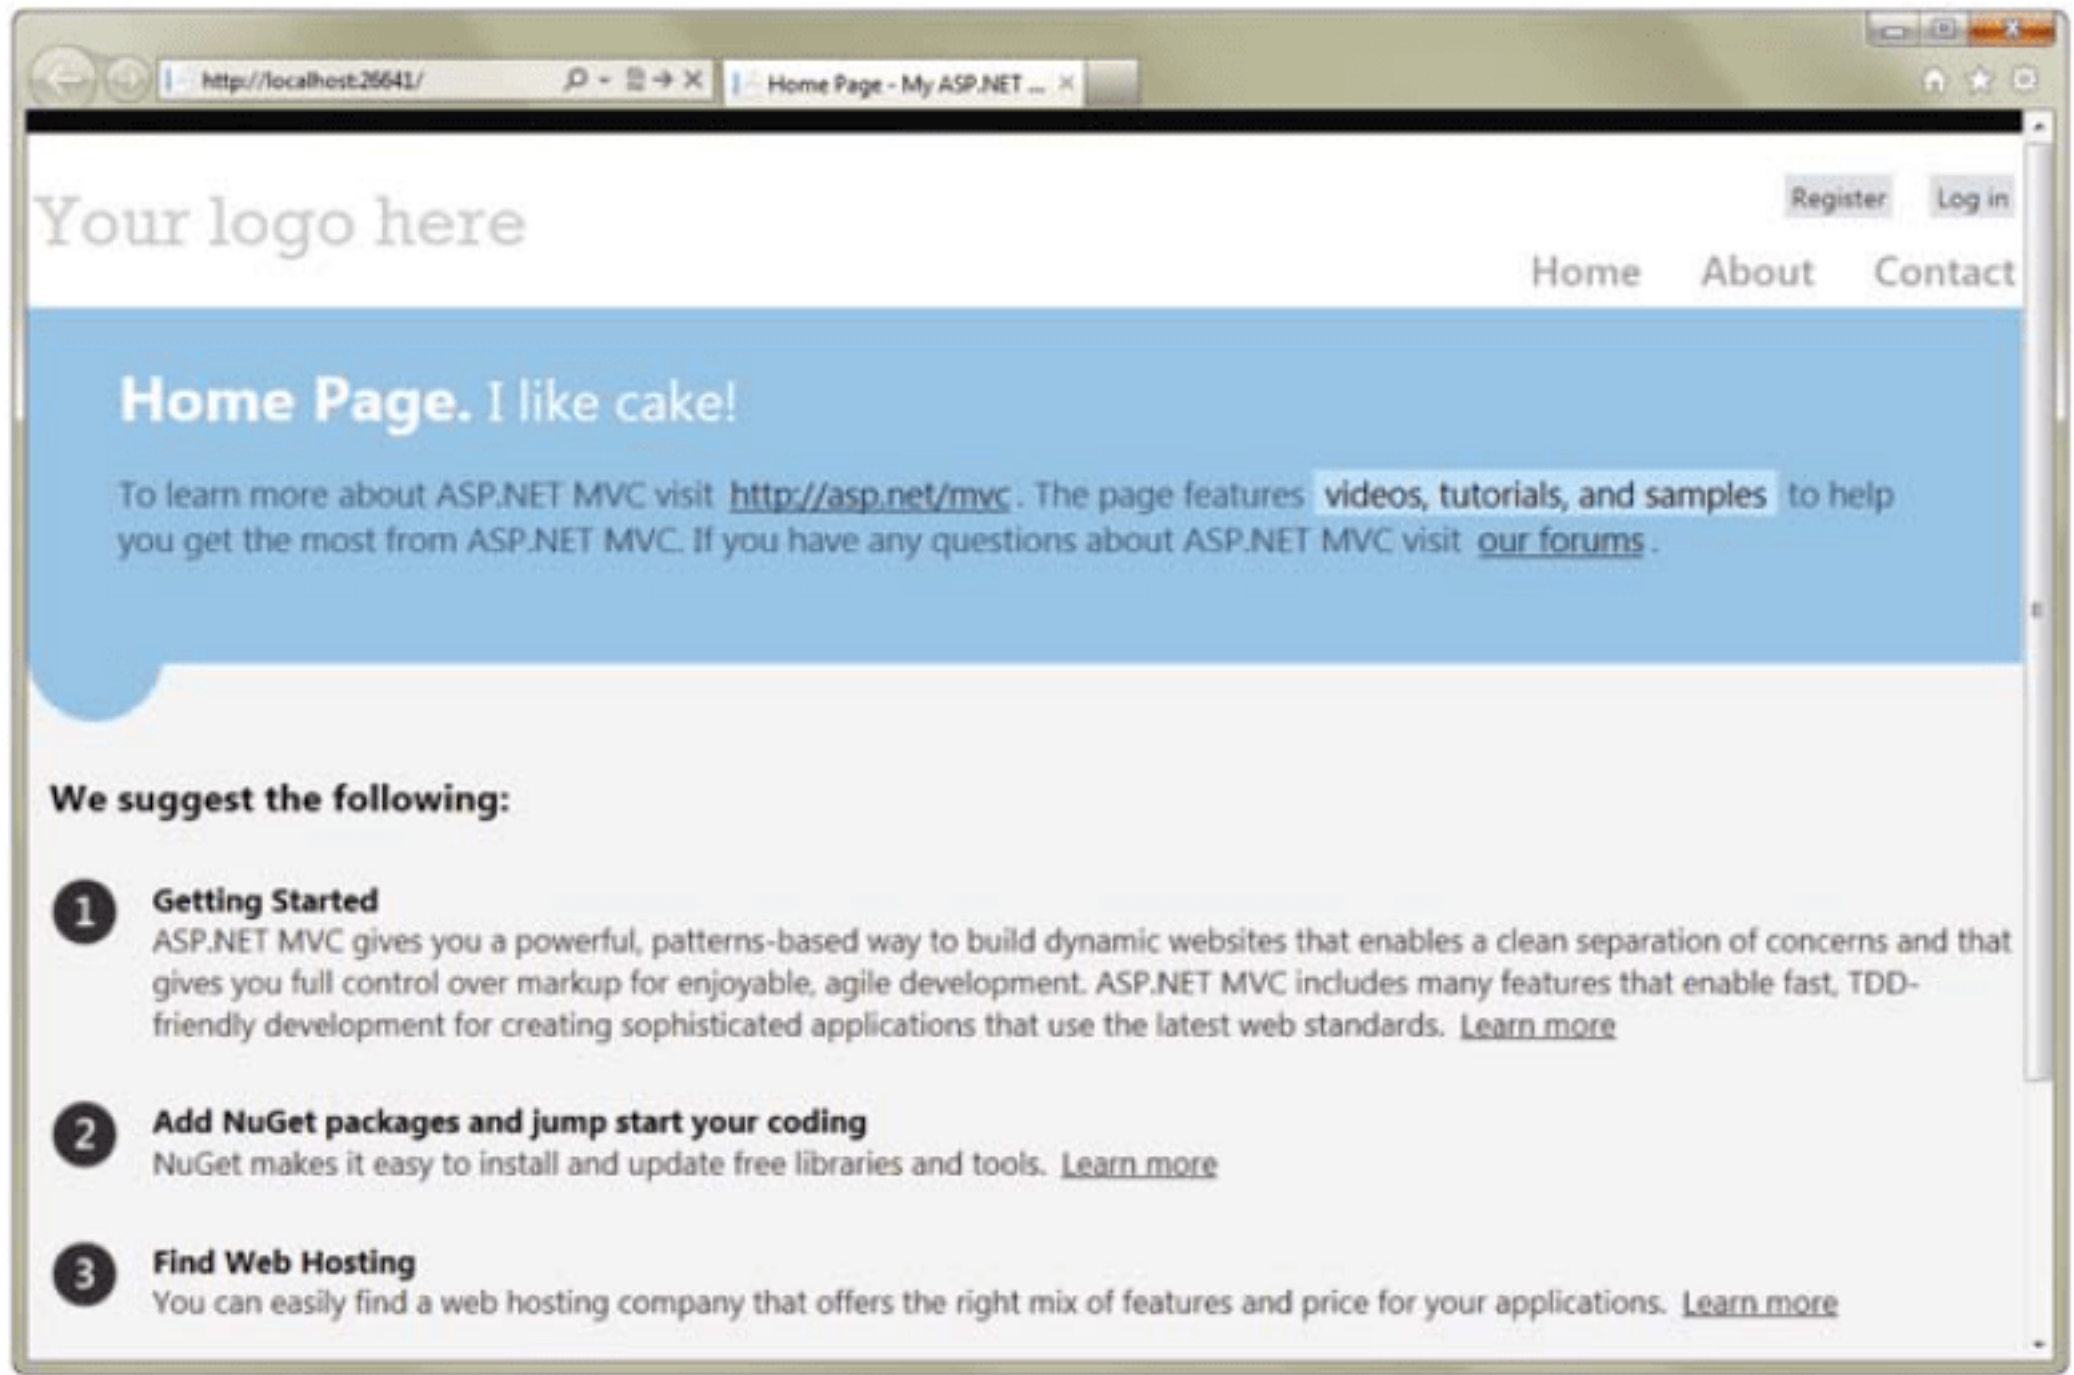 http://localhost:26641/
Home Page - My ASP.NET ...
Your logo here
Register Log in
Home About Contact
Home Page. I like cake!
To learn more about ASP.NET MVC visit http://asp.net/mvc. The page features videos, tutorials, and samples to help
you get the most from ASP.NET MVC. If you have any questions about ASP.NET MVC visit our forums.
We suggest the following:
1 Getting Started
ASP.NET MVC gives you a powerful, patterns-based way to build dynamic websites that enables a clean separation of concerns and that
gives you full control over markup for enjoyable, agile development. ASP.NET MVC includes many features that enable fast, TDD-
friendly development for creating sophisticated applications that use the latest web standards. Learn more
2 Add NuGet packages and jump start your coding
NuGet makes it easy to install and update free libraries and tools. Learn more
3 Find Web Hosting
You can easily find a web hosting company that offers the right mix of features and price for your applications. Learn more